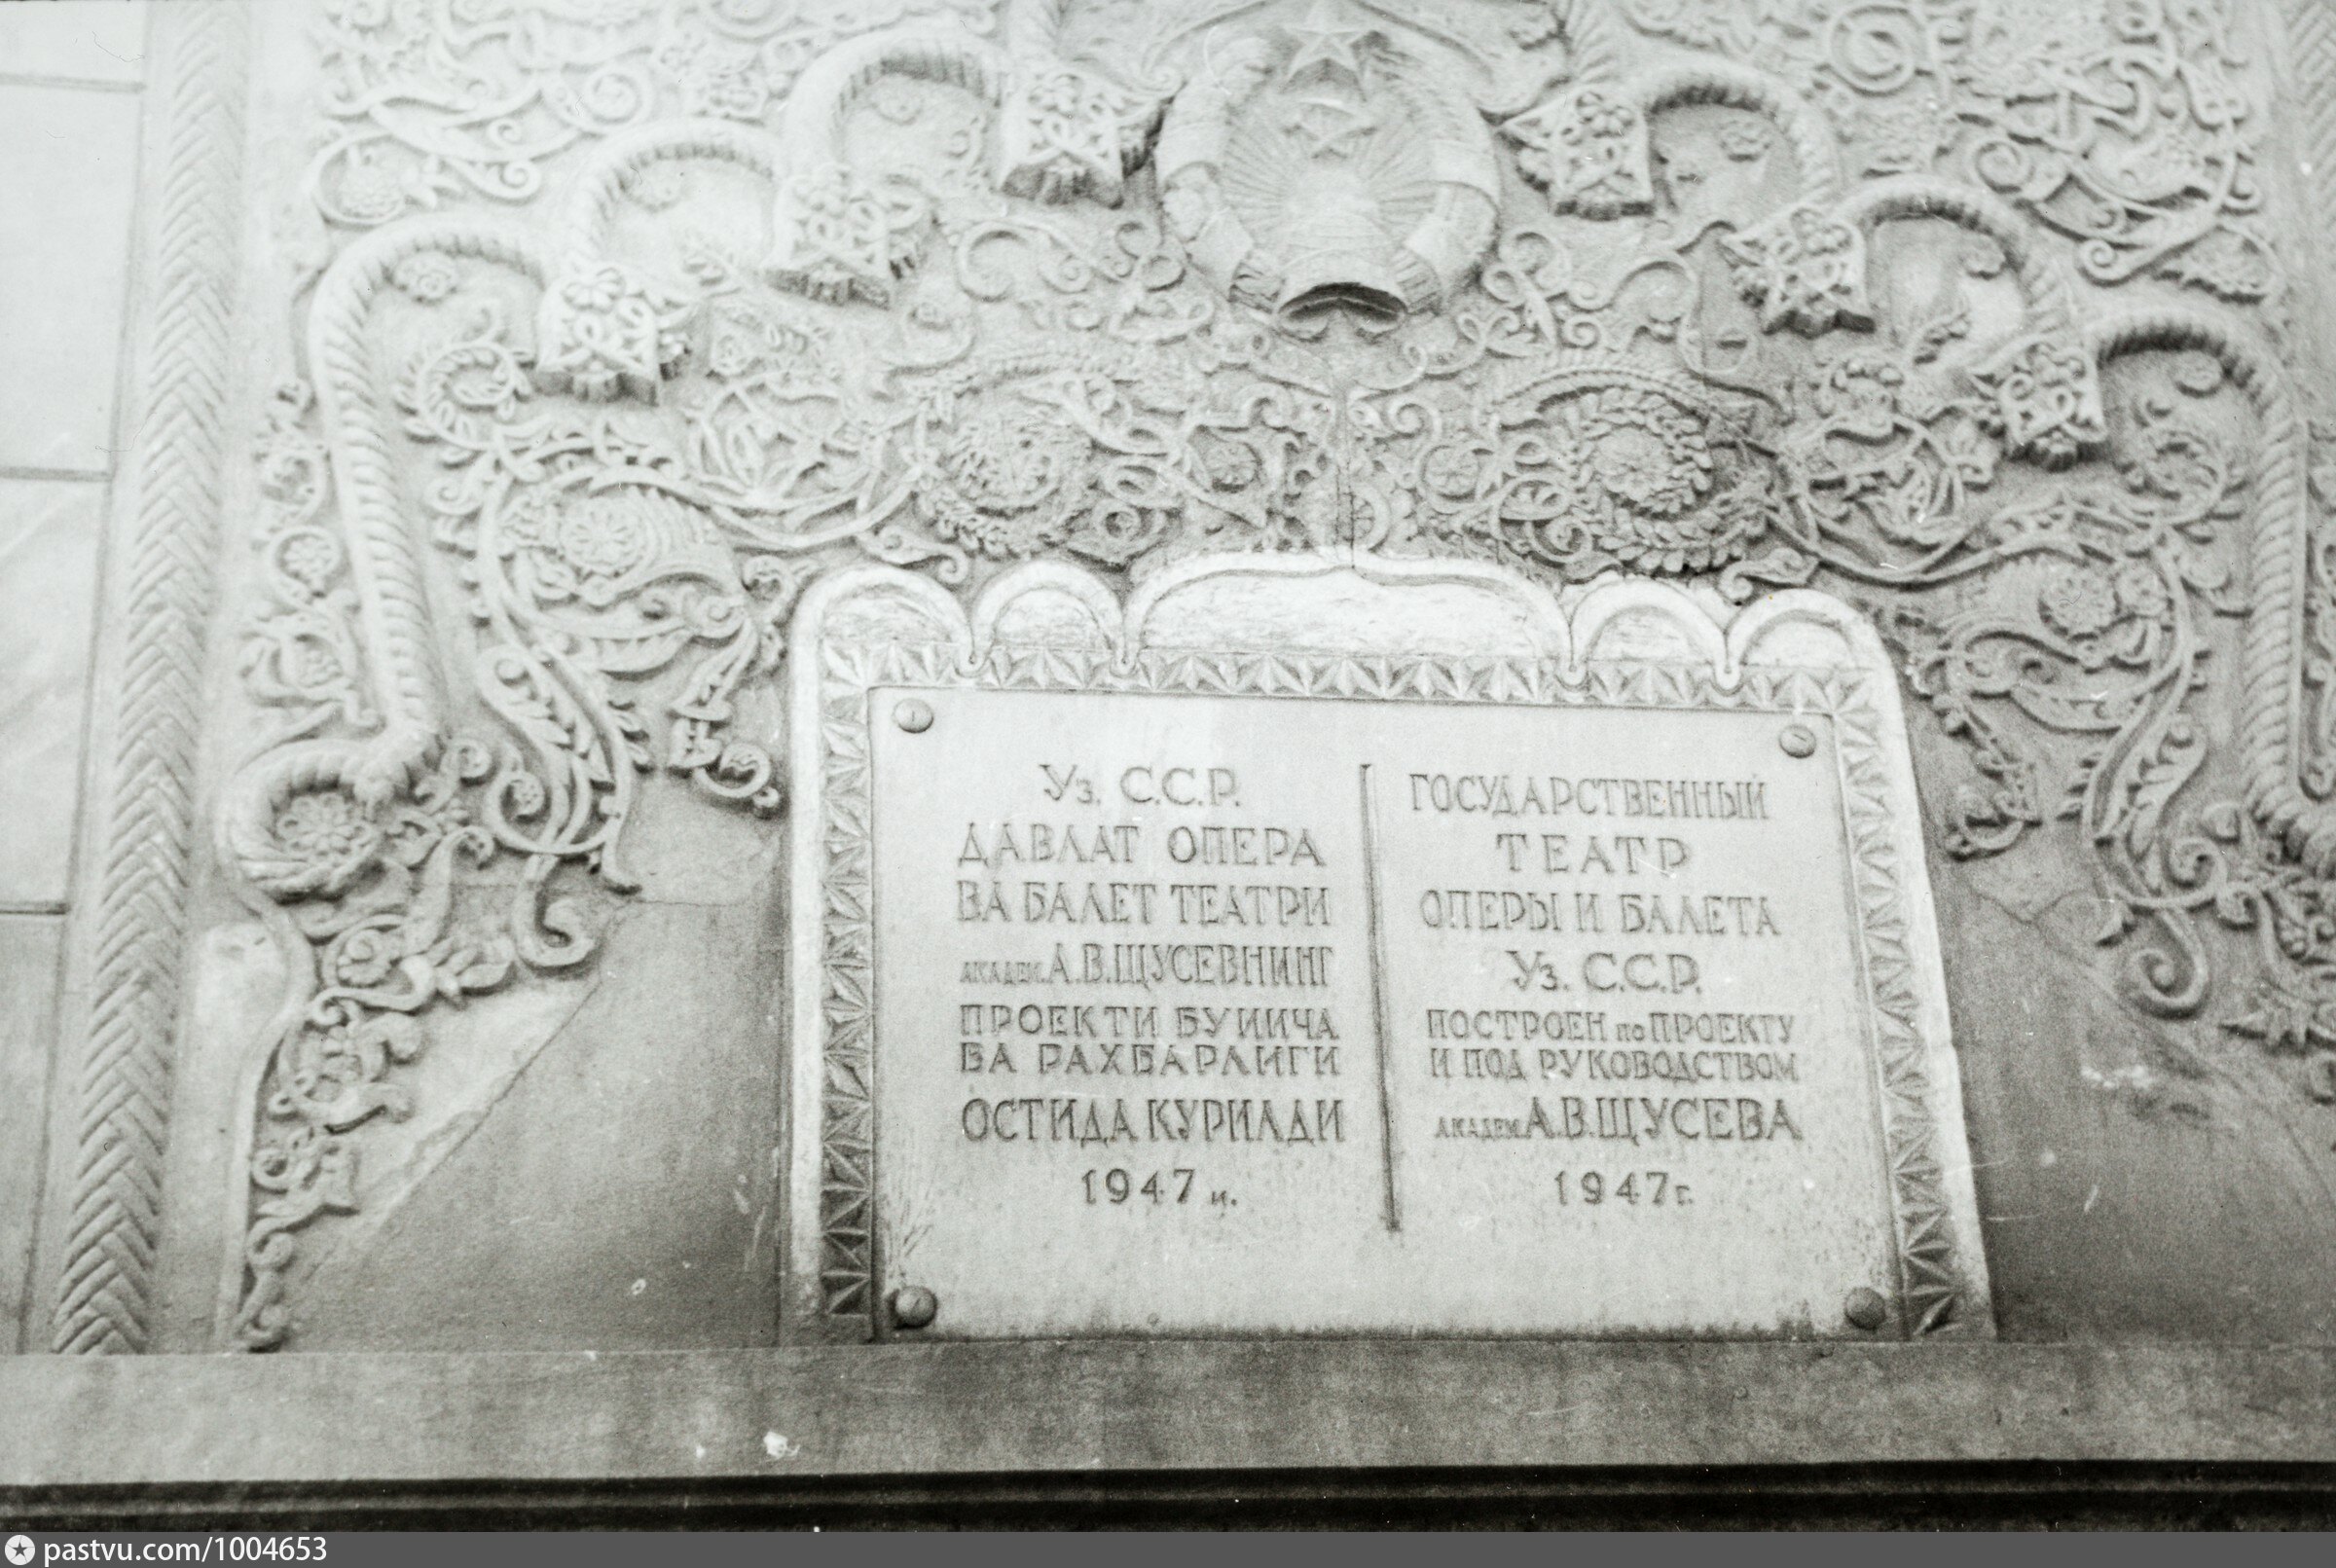 Уз. С.С.Р.
ДАВЛАТ ОПЕРА
ВА БАЛЕТ ТЕАТРИ
АКАДЕМ. А.В.ЩУСЕВНИНГ
ПРОЕКТИ БУЙИЧА
ВА РАХБАРЛИГИ
ОСТИДА КУРИЛДИ
1947 и.
ГОСУДАРСТВЕННЫЙ
ТЕАТР
ОПЕРЫ И БАЛЕТА
Уз. С.С.Р.
ПОСТРОЕН по ПРОЕКТУ
И ПОД РУКОВОДСТВОМ
АКАДЕМ. А.В.ЩУСЕВА
1947 г.
pastvu.com/1004653